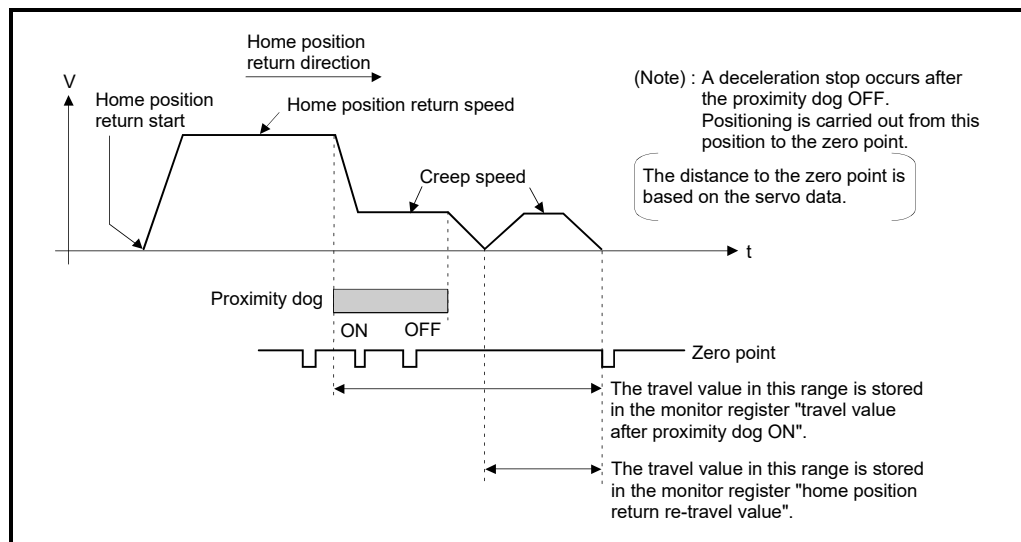 Home position
return direction
V
Home position
return start
Home position return speed
(Note) : A deceleration stop occurs after
the proximity dog OFF.
Positioning is carried out from this
position to the zero point.
The distance to the zero point is
based on the servo data.
Creep speed
t
Proximity dog
ON OFF
Zero point
The travel value in this range is stored
in the monitor register "travel value
after proximity dog ON".
The travel value in this range is stored
in the monitor register "home position
return re-travel value".